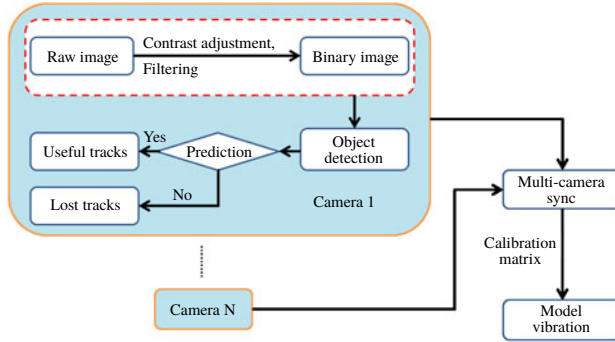 Raw image
Contrast adjustment,
Filtering
Binary image
Useful tracks
Yes
Prediction
Object
detection
Lost tracks
No
Camera 1
Multi-camera
sync
Calibration
matrix
Camera N
Model
vibration